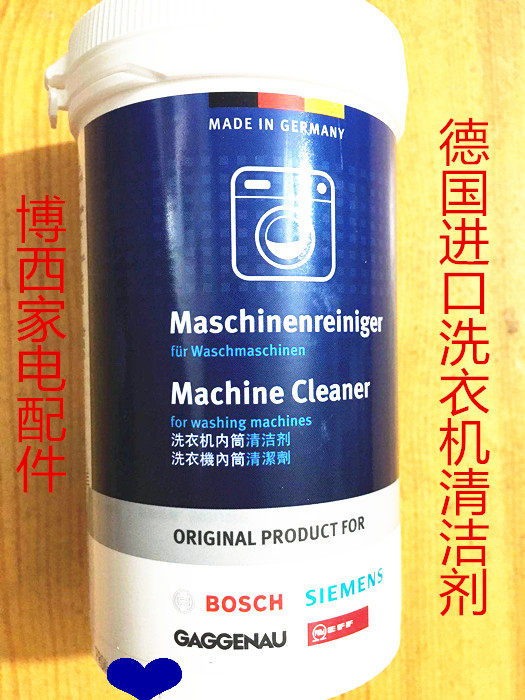 MADE IN GERMANY
Maschinenreiniger
für Waschmaschinen
Machine Cleaner
for washing machines
洗衣机内筒清洁剂
洗衣機內筒清潔劑
ORIGINAL PRODUCT FOR
BOSCH
SIEMENS
GAGGENAU
NEFF
博西家电配件
德国进口洗衣机清洁剂